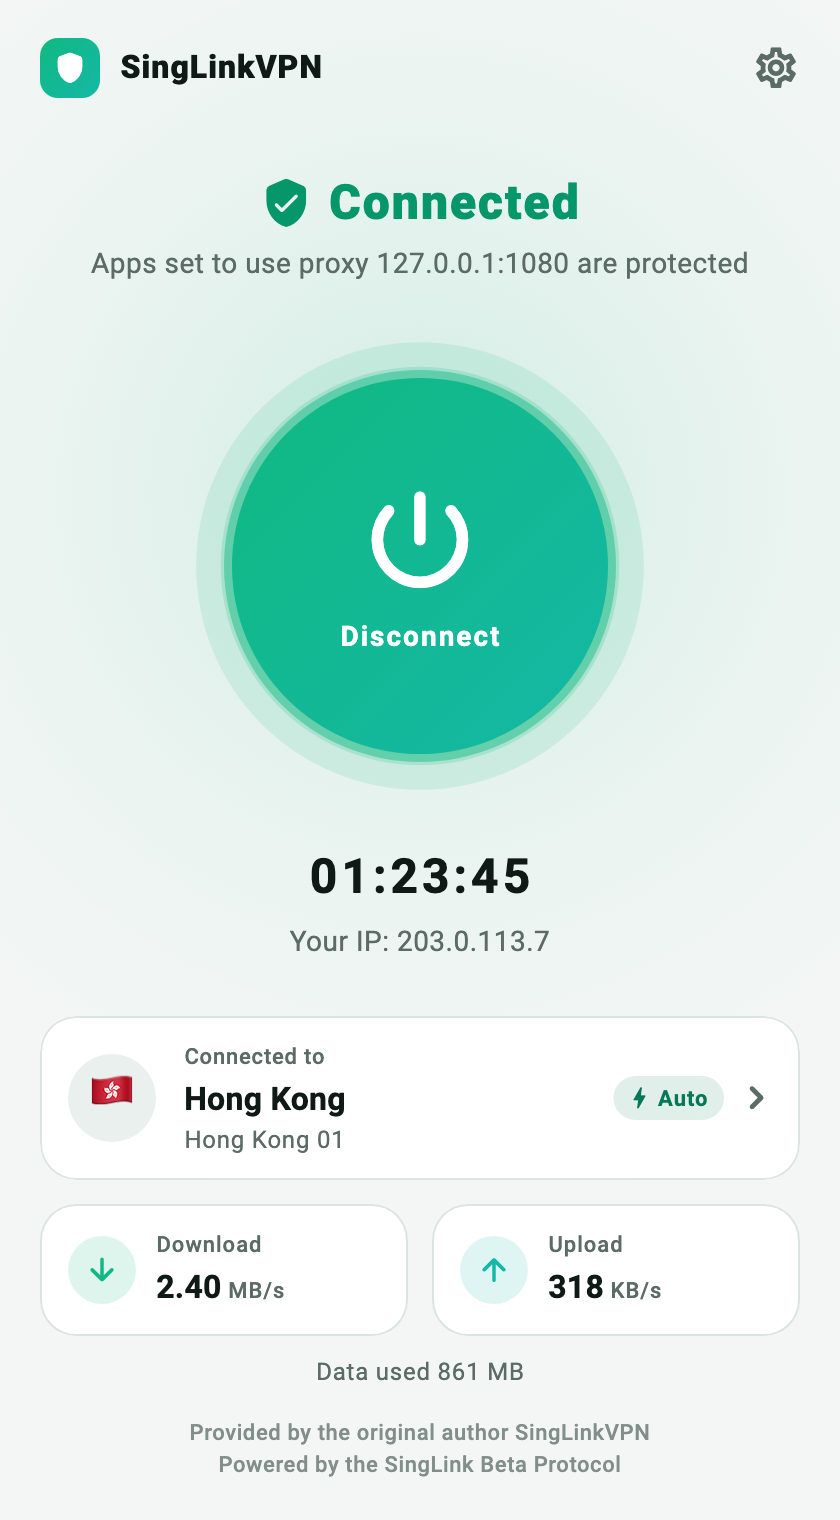 SingLinkVPN
Connected
Apps set to use proxy 127.0.0.1:1080 are protected
Disconnect
01:23:45
Your IP: 203.0.113.7
Connected to
Hong Kong
Hong Kong 01
Auto
Download
2.40 MB/s
Upload
318 KB/s
Data used 861 MB
Provided by the original author SingLinkVPN
Powered by the SingLink Beta Protocol